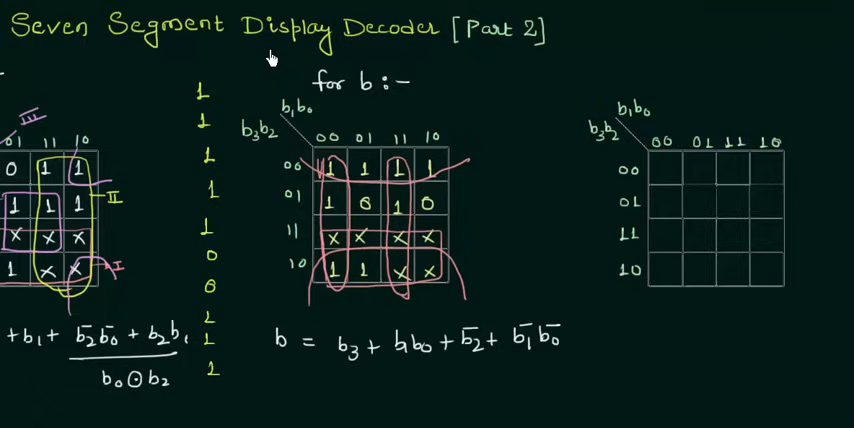 Seven Segment Display Decoder [Part 2]
for b :-
III
01 11 10
0 1 1
1 1 1
x x x
1 x x
II
I
+b₁ + b̄₂b̄₀ + b₂b₁
b₀⊙b₂
1
1
1
1
1
0
0
1
1
1
b₁b₀
b₃b₂
00 01 11 10
00 1 1 1 1
01 1 0 1 0
11 x x x x
10 1 1 x x
b = b₃ + b₁b₀ + b̄₂ + b̄₁b̄₀
b₁b₀
b₃b₂
00 01 11 10
00
01
11
10